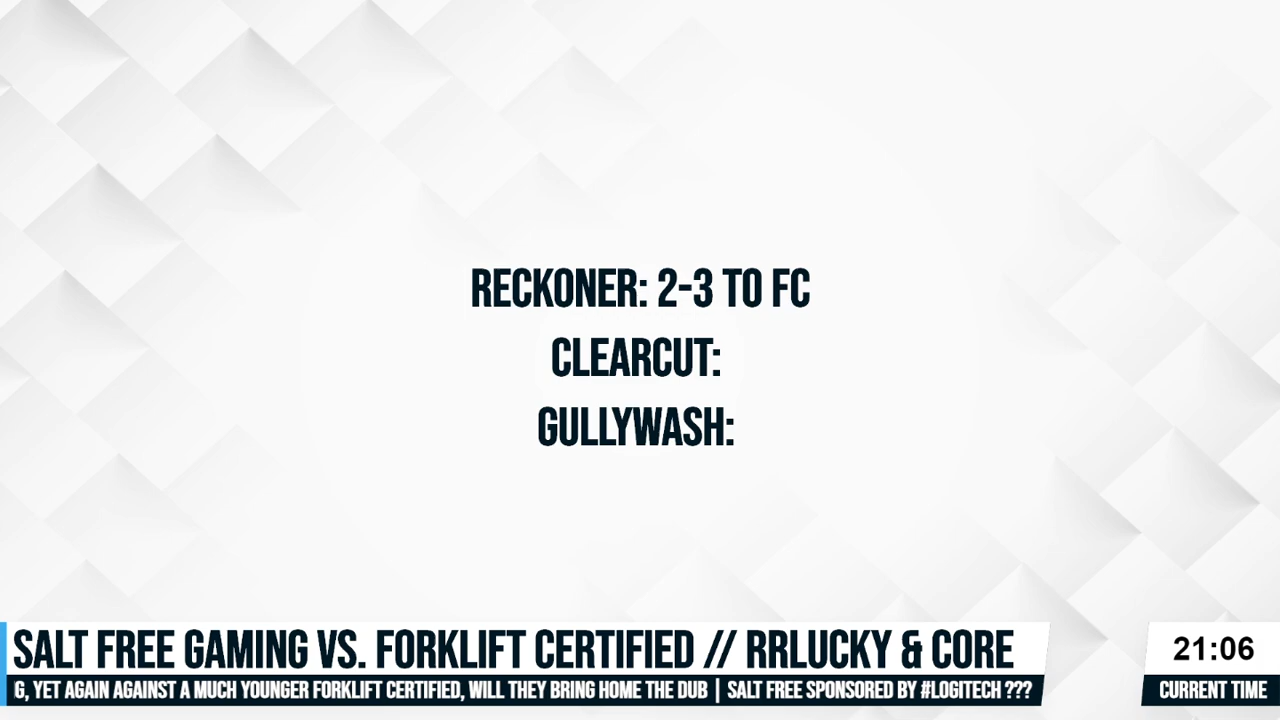 RECKONER: 2-3 TO FC
CLEARCUT:
GULLYWASH:
SALT FREE GAMING VS. FORKLIFT CERTIFIED // RRLUCKY & CORE
G, YET AGAIN AGAINST A MUCH YOUNGER FORKLIFT CERTIFIED, WILL THEY BRING HOME THE DUB | SALT FREE SPONSORED BY #LOGITECH ???
21:06
CURRENT TIME